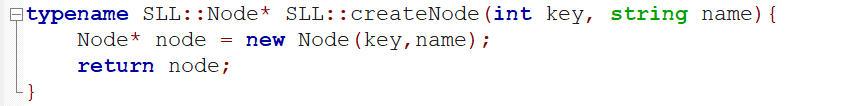 typename SLL::Node* SLL::createNode(int key, string name){
    Node* node = new Node(key,name);
    return node;
}